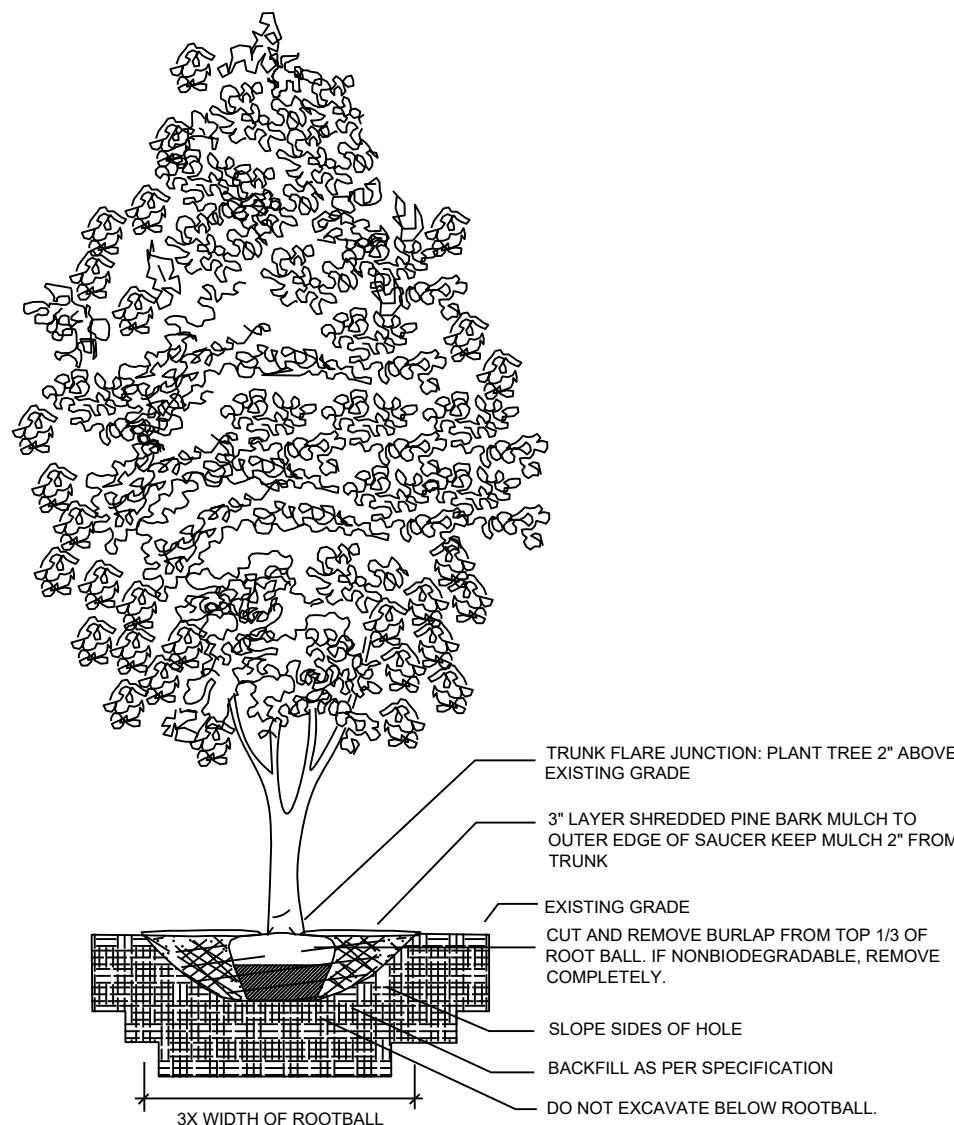 TRUNK FLARE JUNCTION: PLANT TREE 2" ABOVE
EXISTING GRADE
3" LAYER SHREDDED PINE BARK MULCH TO
OUTER EDGE OF SAUCER KEEP MULCH 2" FROM
TRUNK
EXISTING GRADE
CUT AND REMOVE BURLAP FROM TOP 1/3 OF
ROOT BALL. IF NONBIODEGRADABLE, REMOVE
COMPLETELY.
SLOPE SIDES OF HOLE
BACKFILL AS PER SPECIFICATION
DO NOT EXCAVATE BELOW ROOTBALL.
3X WIDTH OF ROOTBALL